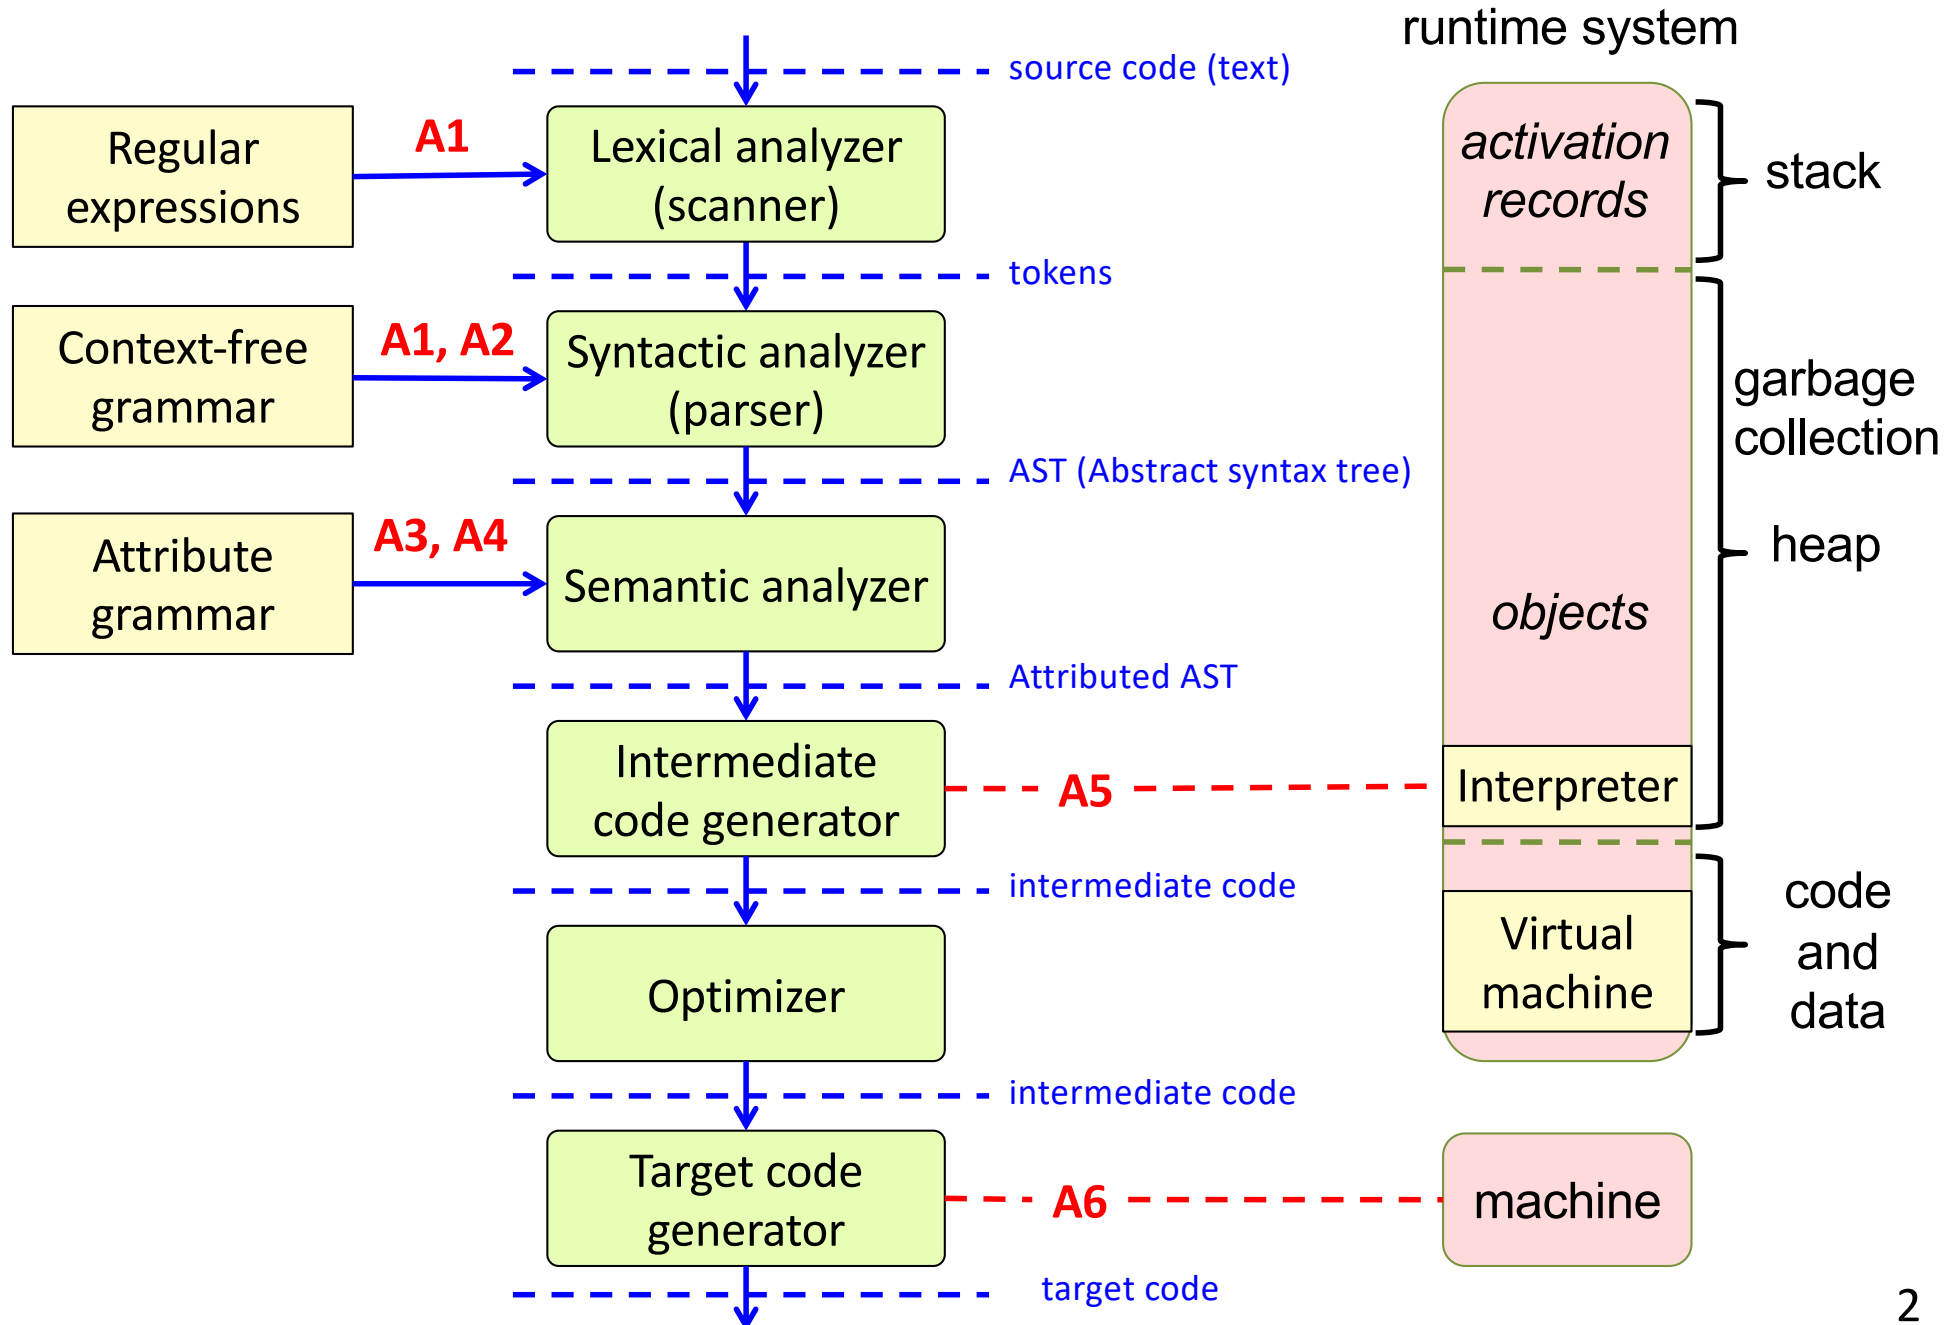 runtime system
source code (text)
Regular
expressions
A1
Lexical analyzer
(scanner)
activation
records
stack
tokens
Context-free
grammar
A1, A2
Syntactic analyzer
(parser)
garbage
collection
AST (Abstract syntax tree)
Attribute
grammar
A3, A4
Semantic analyzer
objects
heap
Attributed AST
Intermediate
code generator
A5
Interpreter
intermediate code
Optimizer
Virtual
machine
code
and
data
intermediate code
Target code
generator
A6
machine
target code
2